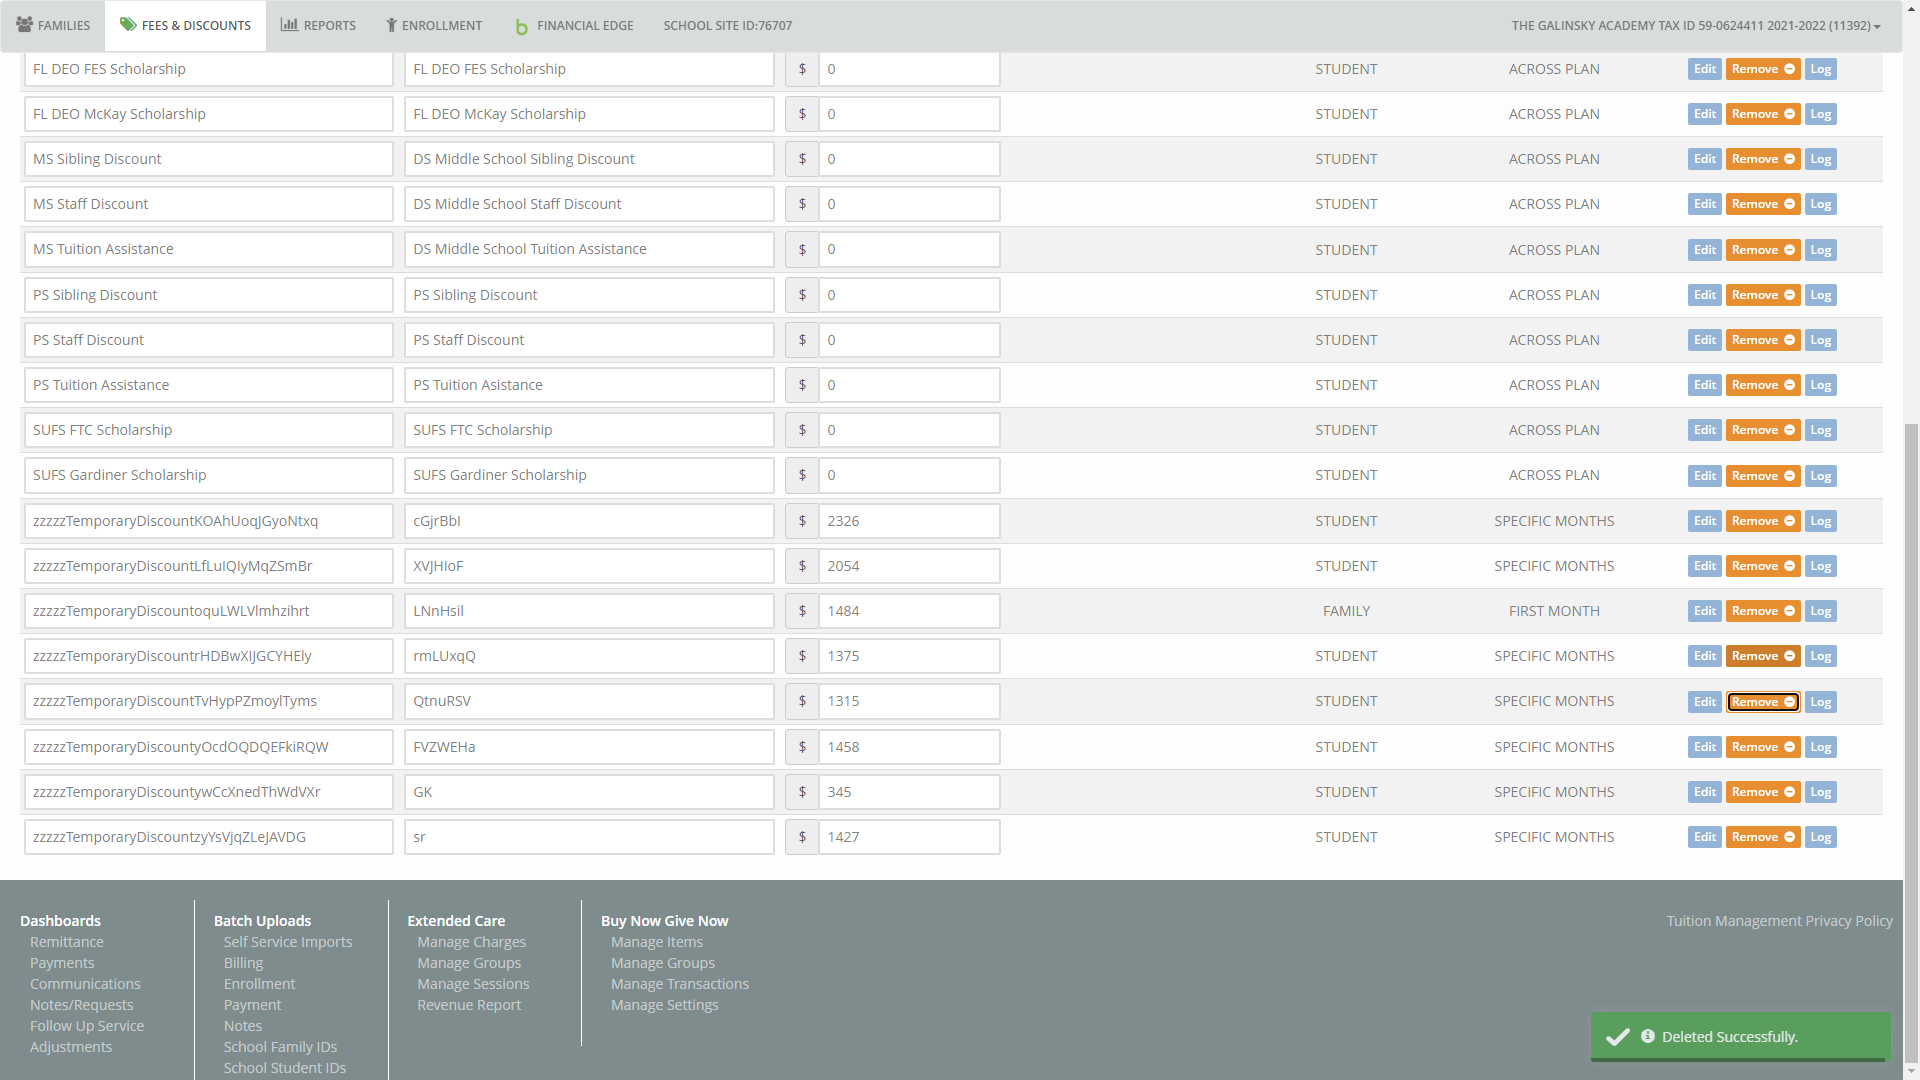 FAMILIES FEES & DISCOUNTS REPORTS ENROLLMENT FINANCIAL EDGE SCHOOL SITE ID:76707 THE GALINSKY ACADEMY TAX ID 59-0624411 2021-2022 (11392)
FL DEO FES Scholarship FL DEO FES Scholarship $ 0 STUDENT ACROSS PLAN Edit Remove Log
FL DEO McKay Scholarship FL DEO McKay Scholarship $ 0 STUDENT ACROSS PLAN Edit Remove Log
MS Sibling Discount DS Middle School Sibling Discount $ 0 STUDENT ACROSS PLAN Edit Remove Log
MS Staff Discount DS Middle School Staff Discount $ 0 STUDENT ACROSS PLAN Edit Remove Log
MS Tuition Assistance DS Middle School Tuition Assistance $ 0 STUDENT ACROSS PLAN Edit Remove Log
PS Sibling Discount PS Sibling Discount $ 0 STUDENT ACROSS PLAN Edit Remove Log
PS Staff Discount PS Staff Discount $ 0 STUDENT ACROSS PLAN Edit Remove Log
PS Tuition Assistance PS Tuition Asistance $ 0 STUDENT ACROSS PLAN Edit Remove Log
SUFS FTC Scholarship SUFS FTC Scholarship $ 0 STUDENT ACROSS PLAN Edit Remove Log
SUFS Gardiner Scholarship SUFS Gardiner Scholarship $ 0 STUDENT ACROSS PLAN Edit Remove Log
zzzzzTemporaryDiscountKOAhUoqJGyoNtxq cGJrBbI $ 2326 STUDENT SPECIFIC MONTHS Edit Remove Log
zzzzzTemporaryDiscountLfLuIQIyMqZSmBr XVJHIoF $ 2054 STUDENT SPECIFIC MONTHS Edit Remove Log
zzzzzTemporaryDiscountoquLWLVlmhzihrt LNnHsil $ 1484 FAMILY FIRST MONTH Edit Remove Log
zzzzzTemporaryDiscountrHDBwXIJGCYHEly rmLUxqQ $ 1375 STUDENT SPECIFIC MONTHS Edit Remove Log
zzzzzTemporaryDiscountTvHypPZmoylTyms QtnuRSV $ 1315 STUDENT SPECIFIC MONTHS Edit Remove Log
zzzzzTemporaryDiscountyOcdOQDQEFkiRQW FVZWEHa $ 1458 STUDENT SPECIFIC MONTHS Edit Remove Log
zzzzzTemporaryDiscountywCcXnedThWdVXr GK $ 345 STUDENT SPECIFIC MONTHS Edit Remove Log
zzzzzTemporaryDiscountzyYsVjqZLeJAVDG sr $ 1427 STUDENT SPECIFIC MONTHS Edit Remove Log
Dashboards
Remittance
Payments
Communications
Notes/Requests
Follow Up Service
Adjustments
Batch Uploads
Self Service Imports
Billing
Enrollment
Payment
Notes
School Family IDs
School Student IDs
Extended Care
Manage Charges
Manage Groups
Manage Sessions
Revenue Report
Buy Now Give Now
Manage Items
Manage Groups
Manage Transactions
Manage Settings
Tuition Management Privacy Policy
Deleted Successfully.